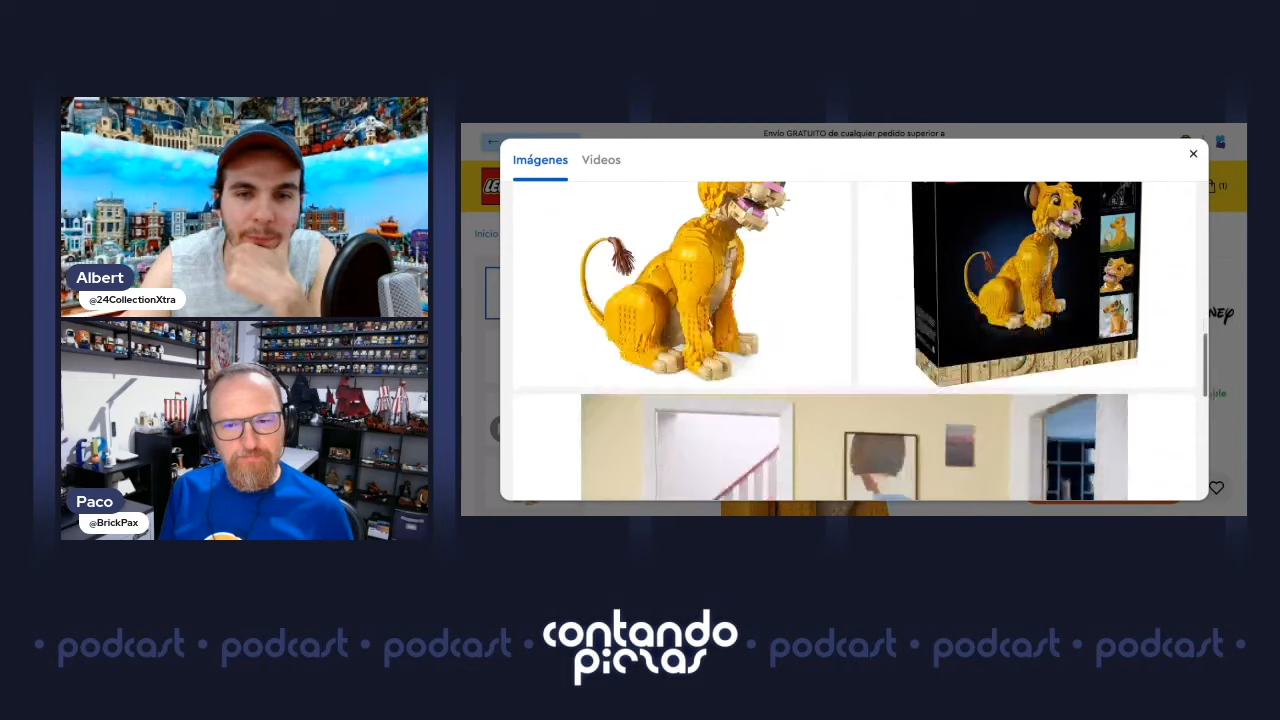 Albert
@24CollectionXtra
Paco
@BrickPax
Envío GRATUITO de cualquier pedido superior a
Imágenes Videos
(1)
Inicio
• podcast • podcast • podcast • contando piezas • podcast • podcast • podcast •